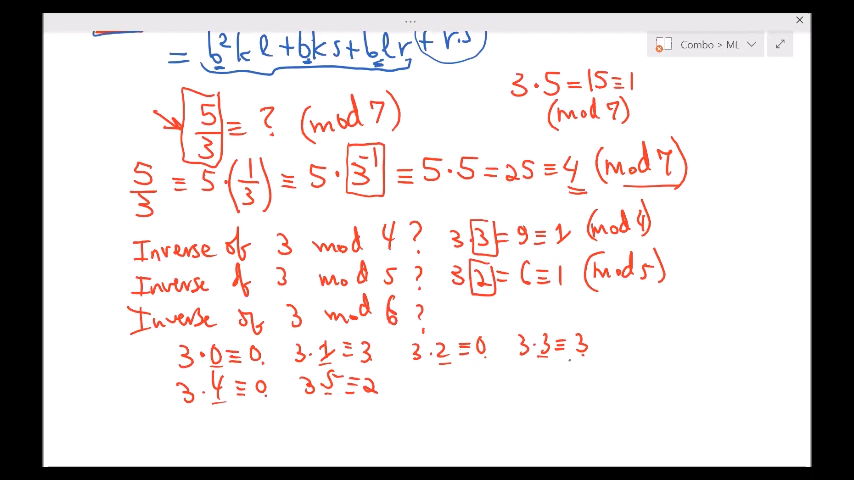 Combo > ML
= b²kl + bks + blr + r.s
3·5=15≡1
(mod 7)
5/3 ≡ ? (mod 7)
5/3 ≡ 5·(1/3) ≡ 5·3⁻¹ ≡ 5·5=25≡4 (mod 7)
Inverse of 3 mod 4? 3·3=9≡1 (mod 4)
Inverse of 3 mod 5? 3 2=6≡1 (mod 5)
Inverse of 3 mod 6?
3·0≡0 3·1≡3 3·2≡0 3·3≡3
3·4≡0 3 5≡2